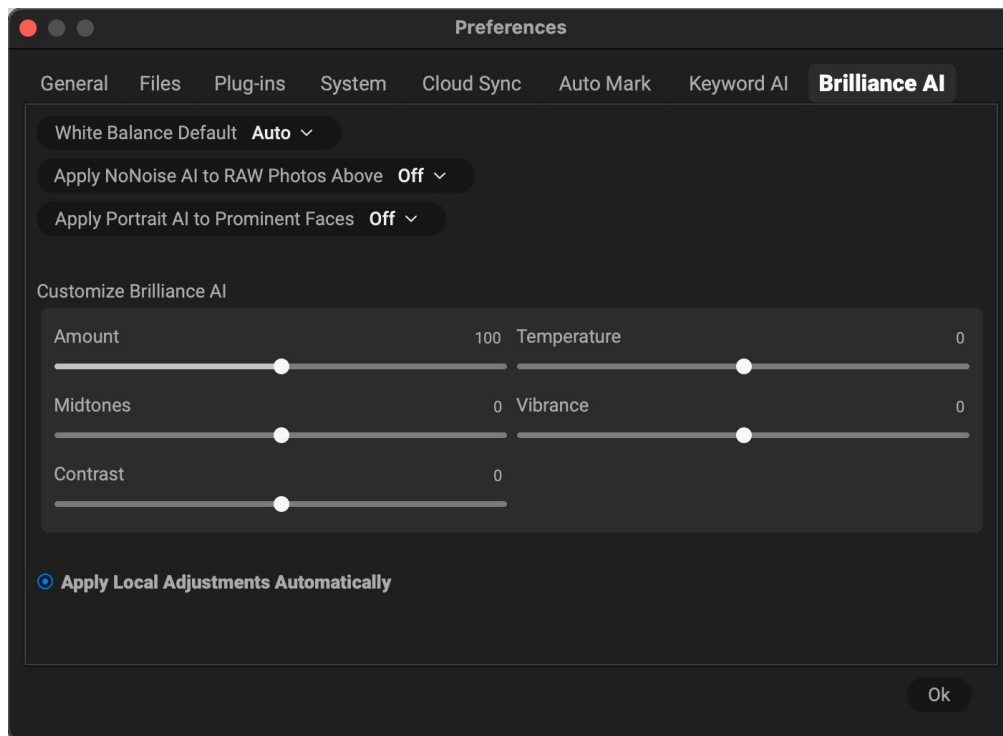 Preferences
General Files Plug-ins System Cloud Sync Auto Mark Keyword AI Brilliance AI
White Balance Default Auto
Apply NoNoise AI to RAW Photos Above Off
Apply Portrait AI to Prominent Faces Off
Customize Brilliance AI
Amount 100 Temperature 0
Midtones 0 Vibrance 0
Contrast 0
Apply Local Adjustments Automatically
Ok